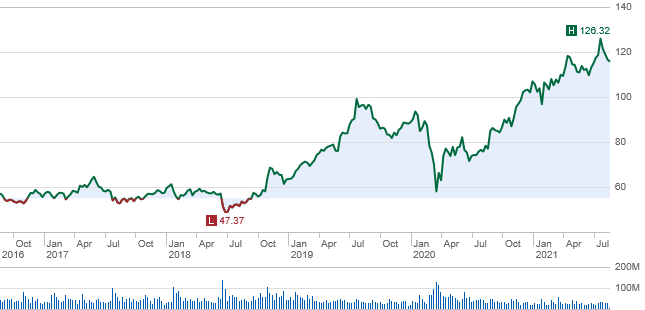 140
H 126.32
120
100
80
60
L 47.37
Oct Jan Apr Jul Oct Jan Apr Jul Oct Jan Apr Jul Oct Jan Apr Jul Oct Jan Apr Jul
2016 2017 2018 2019 2020 2021
200M
100M